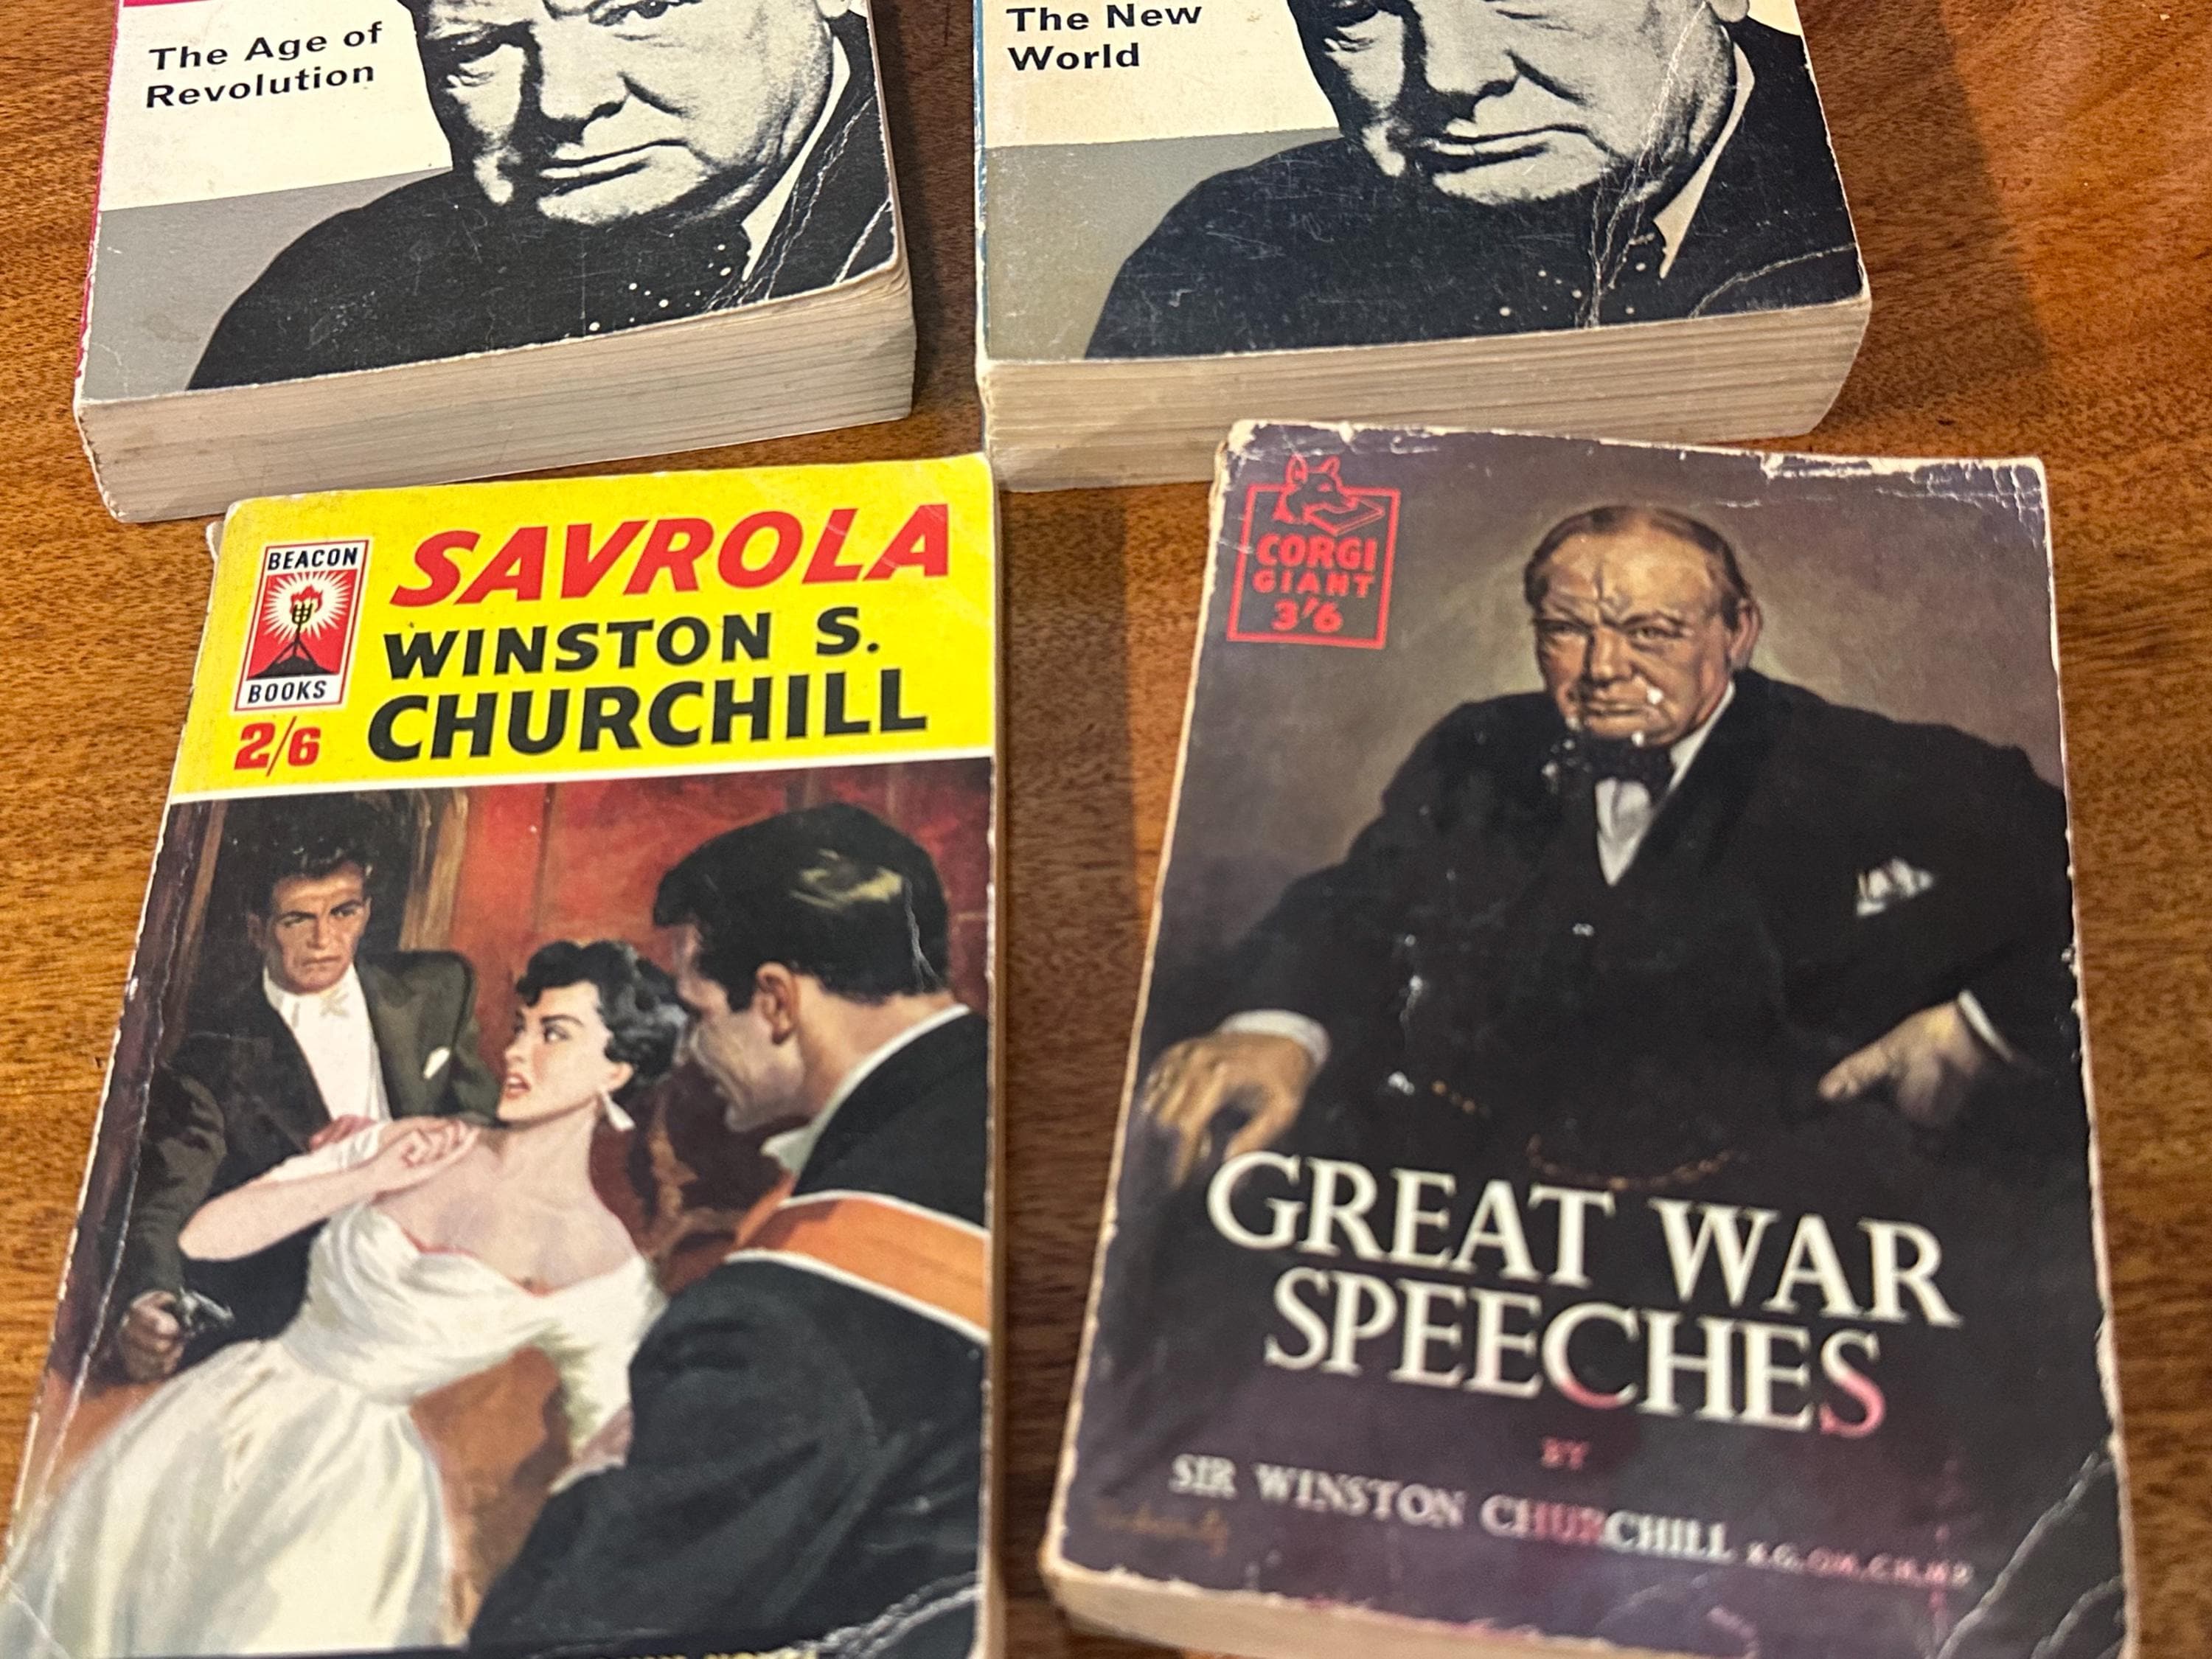 The Age of
Revolution
The New
World
BEACON
BOOKS
2/6
SAVROLA
WINSTON S.
CHURCHILL
CORGI
GIANT
3'6
GREAT WAR
SPEECHES
BY
SIR WINSTON CHURCHILL K.G.,O.M.,C.H.,M.P.